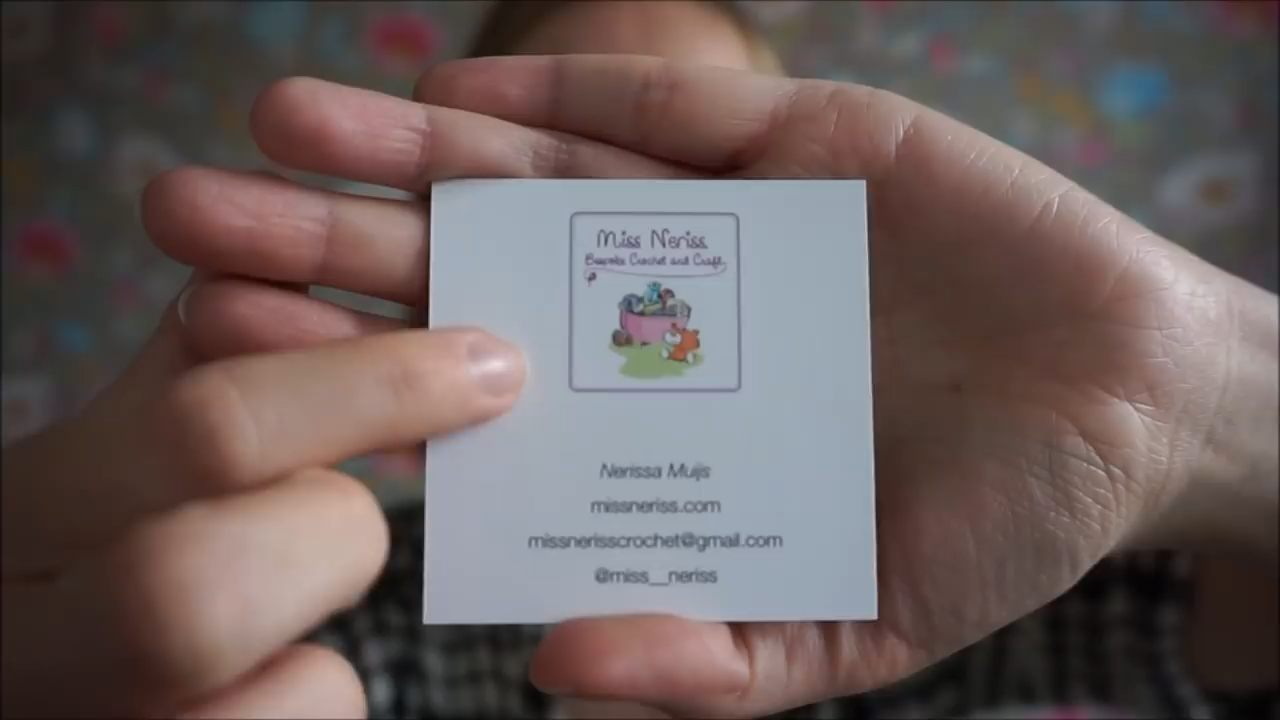 Miss Neriss
Bespoke Crochet and Craft
Nerissa Muijs
missneriss.com
missnerisscrochet@gmail.com
@miss__neriss